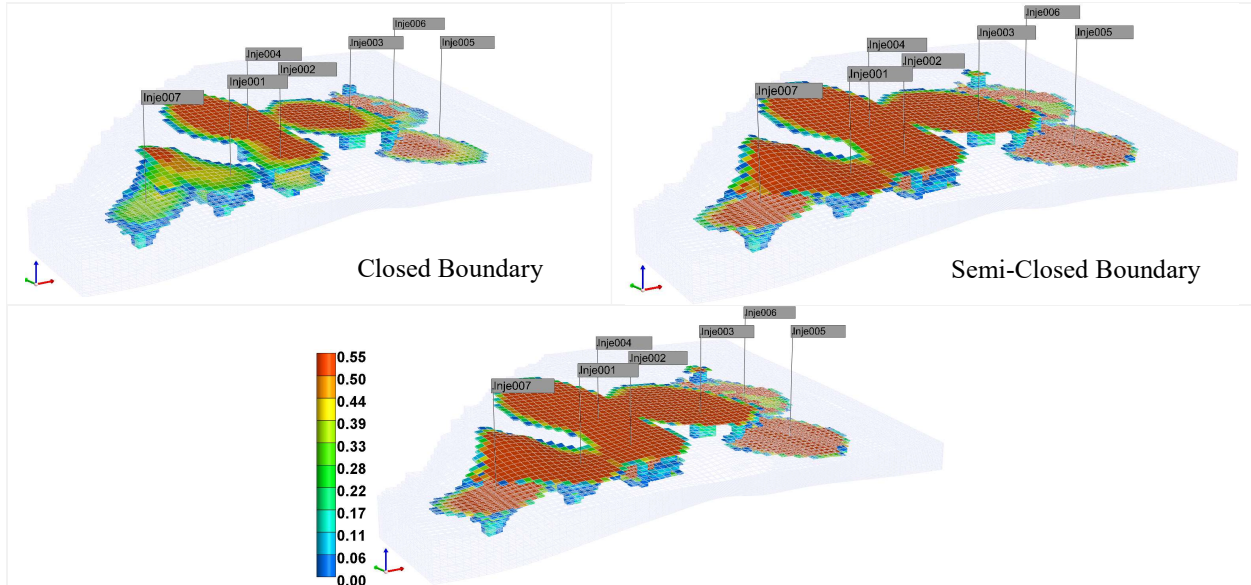 Inje006
Inje003
Inje005
Inje004
Inje002
Inje001
Inje007
Closed Boundary
Inje006
Inje003
Inje005
Inje004
Inje002
Inje001
Inje007
Semi-Closed Boundary
Inje006
Inje003
Inje005
Inje004
Inje002
Inje001
Inje007
0.55
0.50
0.44
0.39
0.33
0.28
0.22
0.17
0.11
0.06
0.00